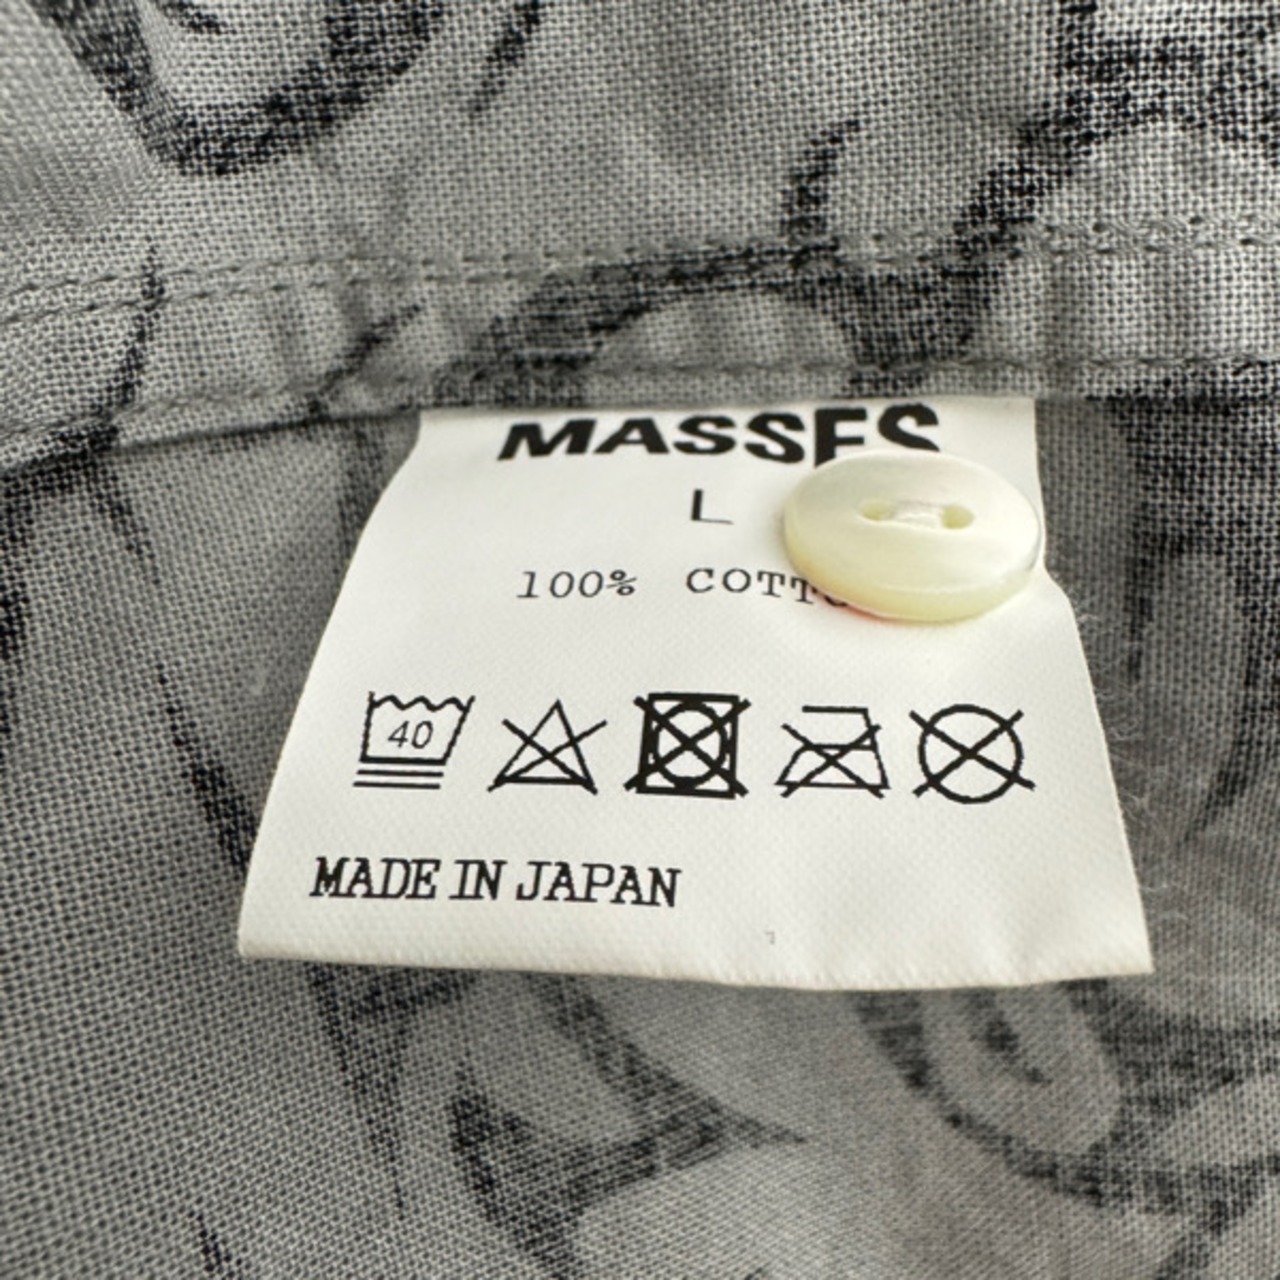 MASSES
L
100% COTTO
40
MADE IN JAPAN